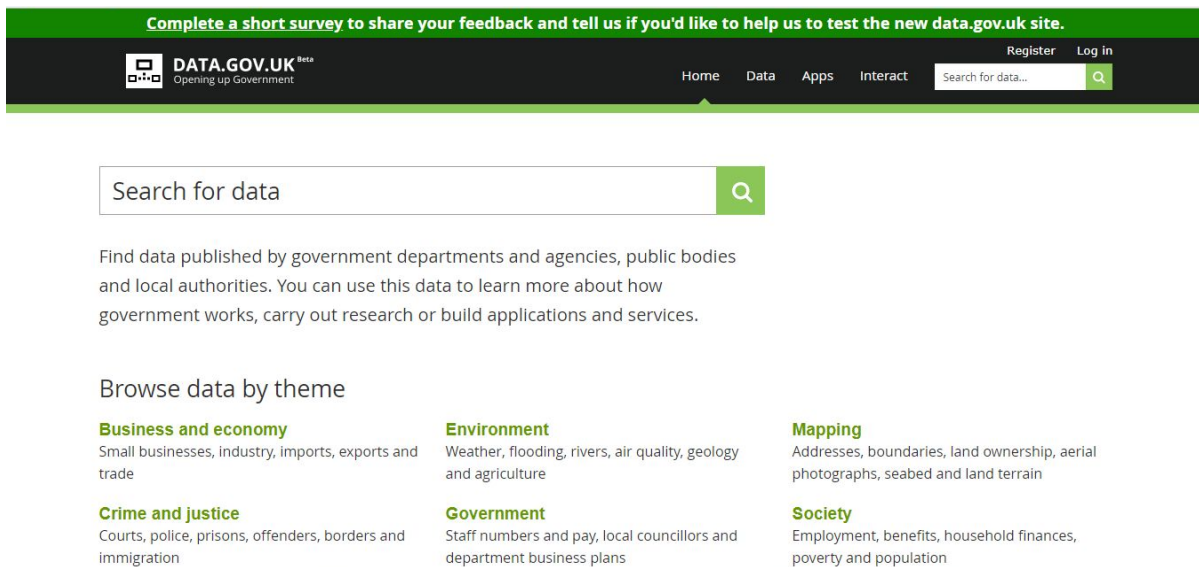 Complete a short survey to share your feedback and tell us if you'd like to help us to test the new data.gov.uk site.
Register Log in
DATA.GOV.UK Beta
Opening up Government
Home Data Apps Interact Search for data...
Search for data
Find data published by government departments and agencies, public bodies
and local authorities. You can use this data to learn more about how
government works, carry out research or build applications and services.
Browse data by theme
Business and economy
Small businesses, industry, imports, exports and
trade
Environment
Weather, flooding, rivers, air quality, geology
and agriculture
Mapping
Addresses, boundaries, land ownership, aerial
photographs, seabed and land terrain
Crime and justice
Courts, police, prisons, offenders, borders and
immigration
Government
Staff numbers and pay, local councillors and
department business plans
Society
Employment, benefits, household finances,
poverty and population